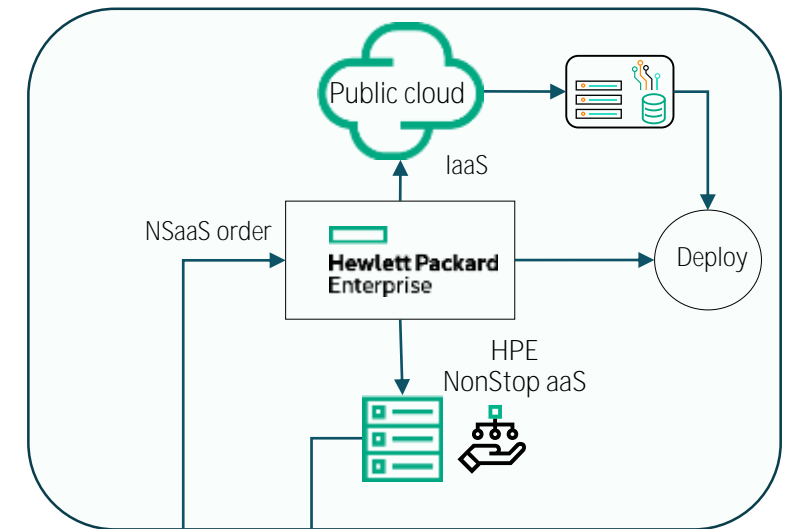 Public cloud
IaaS
NSaaS order
Hewlett Packard
Enterprise
Deploy
HPE
NonStop aaS